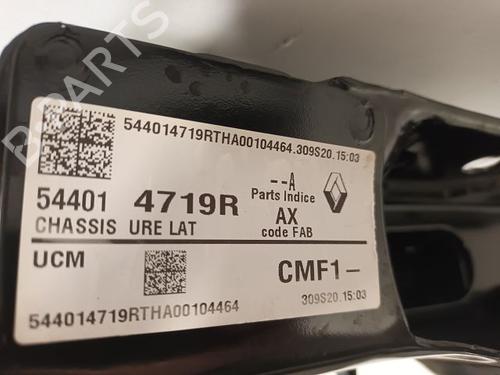 544014719RTHA00104464.309S20.15:03
54401 4719R
CHASSIS URE LAT
--A
Parts Indice
AX
code FAB
UCM
CMF1-
544014719RTHA00104464
309S20.15:03
B PARTS